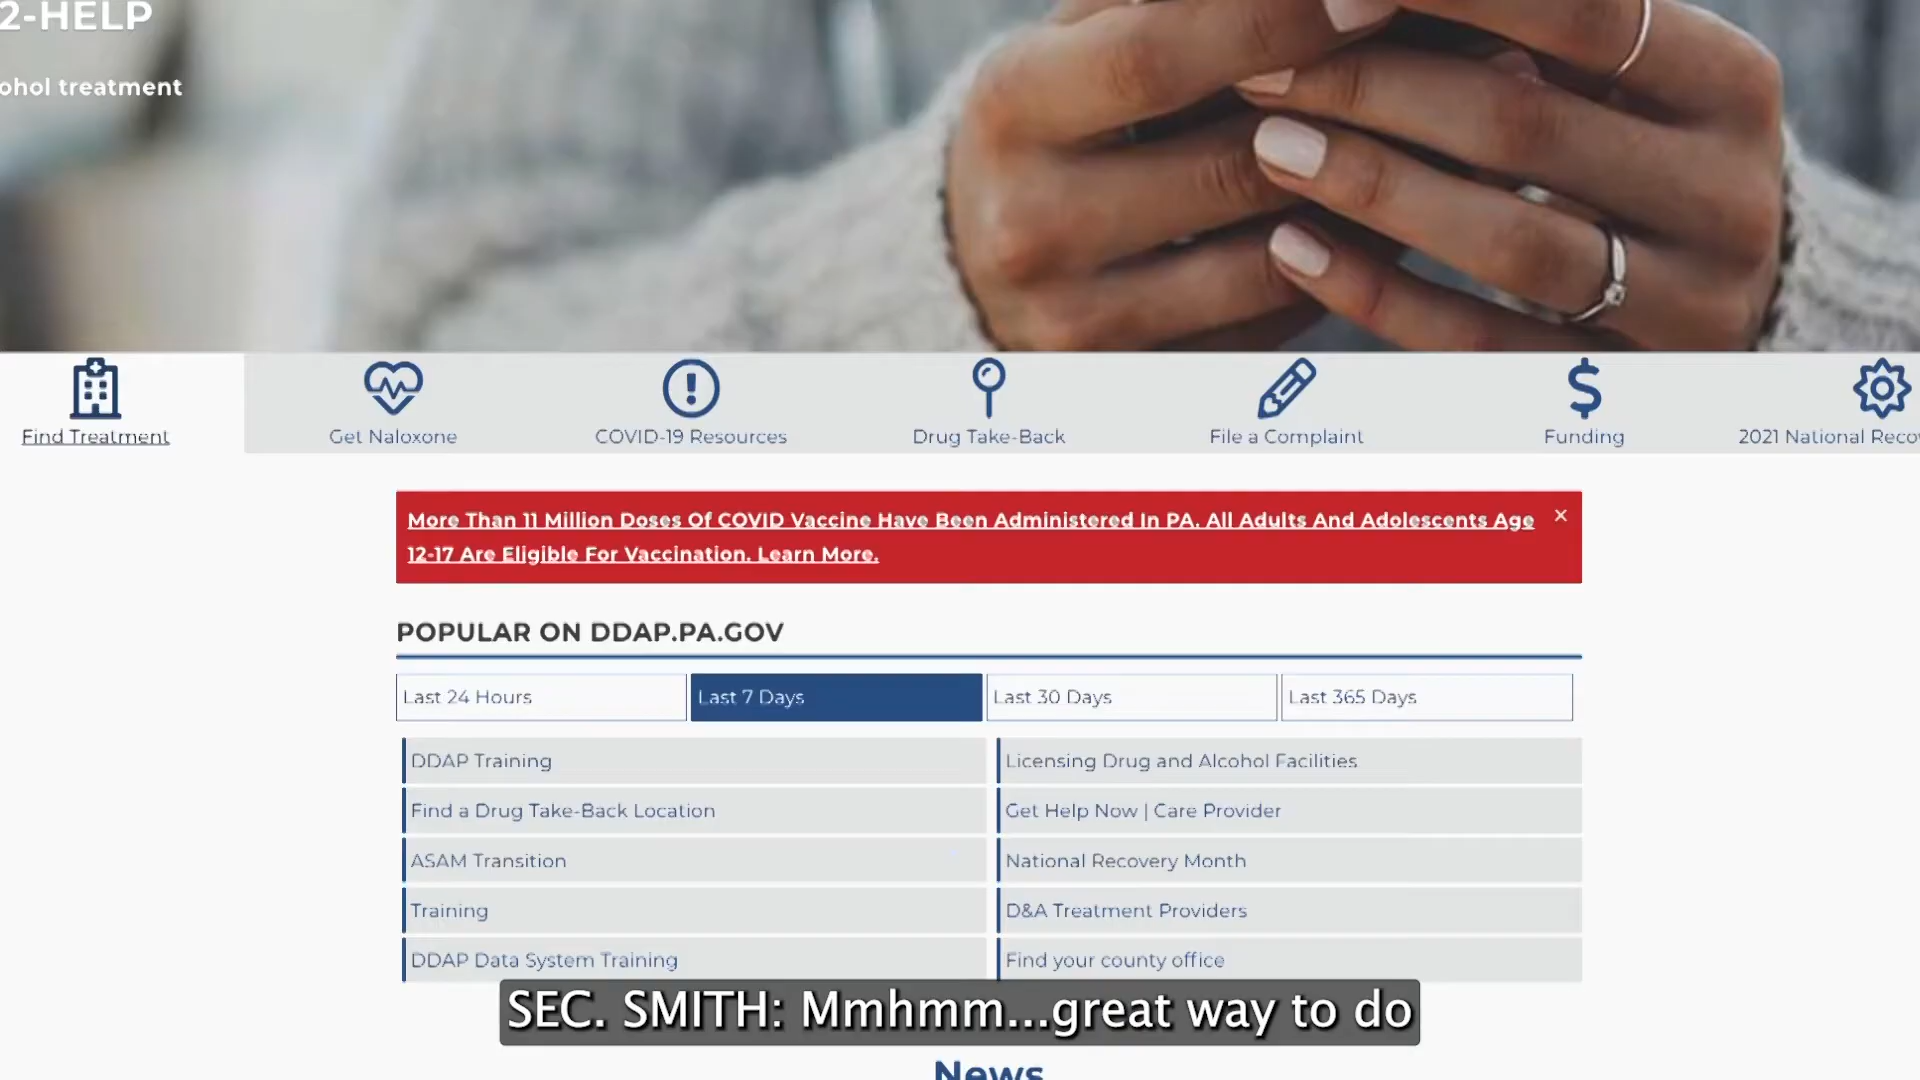 2-HELP
ohol treatment
Find Treatment
Get Naloxone
COVID-19 Resources
Drug Take-Back
File a Complaint
Funding
2021 National Reco
More Than 11 Million Doses Of COVID Vaccine Have Been Administered In PA. All Adults And Adolescents Age
12-17 Are Eligible For Vaccination. Learn More.
×
POPULAR ON DDAP.PA.GOV
Last 24 Hours
Last 7 Days
Last 30 Days
Last 365 Days
DDAP Training
Licensing Drug and Alcohol Facilities
Find a Drug Take-Back Location
Get Help Now | Care Provider
ASAM Transition
National Recovery Month
Training
D&A Treatment Providers
DDAP Data System Training
Find your county office
SEC. SMITH: Mmhmm...great way to do
News